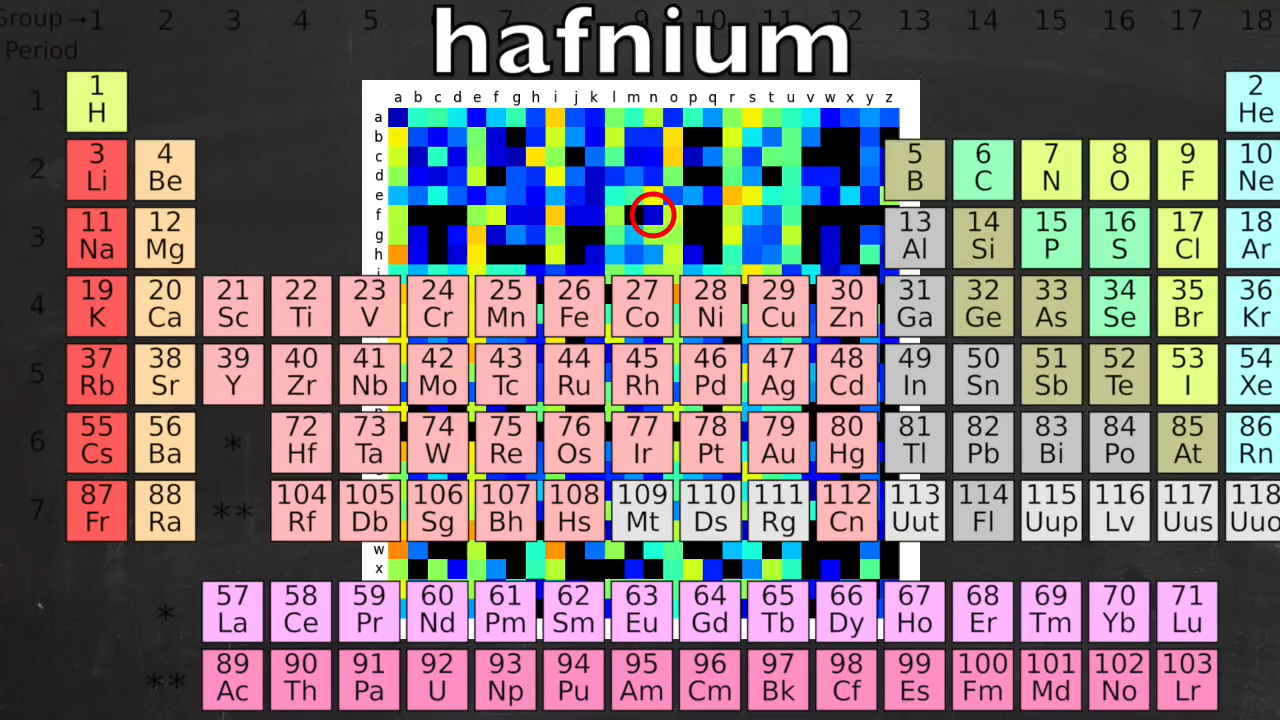 hafnium
Group→ 1 2 3 4 5 6 7 8 9 10 11 12 13 14 15 16 17 18
Period
a b c d e f g h i j k l m n o p q r s t u v w x y z
a
b
c
d
e
f
g
h
i
w
x
1 1 H 2 He
2 3 Li 4 Be 5 B 6 C 7 N 8 O 9 F 10 Ne
3 11 Na 12 Mg 13 Al 14 Si 15 P 16 S 17 Cl 18 Ar
4 19 K 20 Ca 21 Sc 22 Ti 23 V 24 Cr 25 Mn 26 Fe 27 Co 28 Ni 29 Cu 30 Zn 31 Ga 32 Ge 33 As 34 Se 35 Br 36 Kr
5 37 Rb 38 Sr 39 Y 40 Zr 41 Nb 42 Mo 43 Tc 44 Ru 45 Rh 46 Pd 47 Ag 48 Cd 49 In 50 Sn 51 Sb 52 Te 53 I 54 Xe
6 55 Cs 56 Ba * 72 Hf 73 Ta 74 W 75 Re 76 Os 77 Ir 78 Pt 79 Au 80 Hg 81 Tl 82 Pb 83 Bi 84 Po 85 At 86 Rn
7 87 Fr 88 Ra ** 104 Rf 105 Db 106 Sg 107 Bh 108 Hs 109 Mt 110 Ds 111 Rg 112 Cn 113 Uut 114 Fl 115 Uup 116 Lv 117 Uus 118 Uuo
* 57 La 58 Ce 59 Pr 60 Nd 61 Pm 62 Sm 63 Eu 64 Gd 65 Tb 66 Dy 67 Ho 68 Er 69 Tm 70 Yb 71 Lu
** 89 Ac 90 Th 91 Pa 92 U 93 Np 94 Pu 95 Am 96 Cm 97 Bk 98 Cf 99 Es 100 Fm 101 Md 102 No 103 Lr